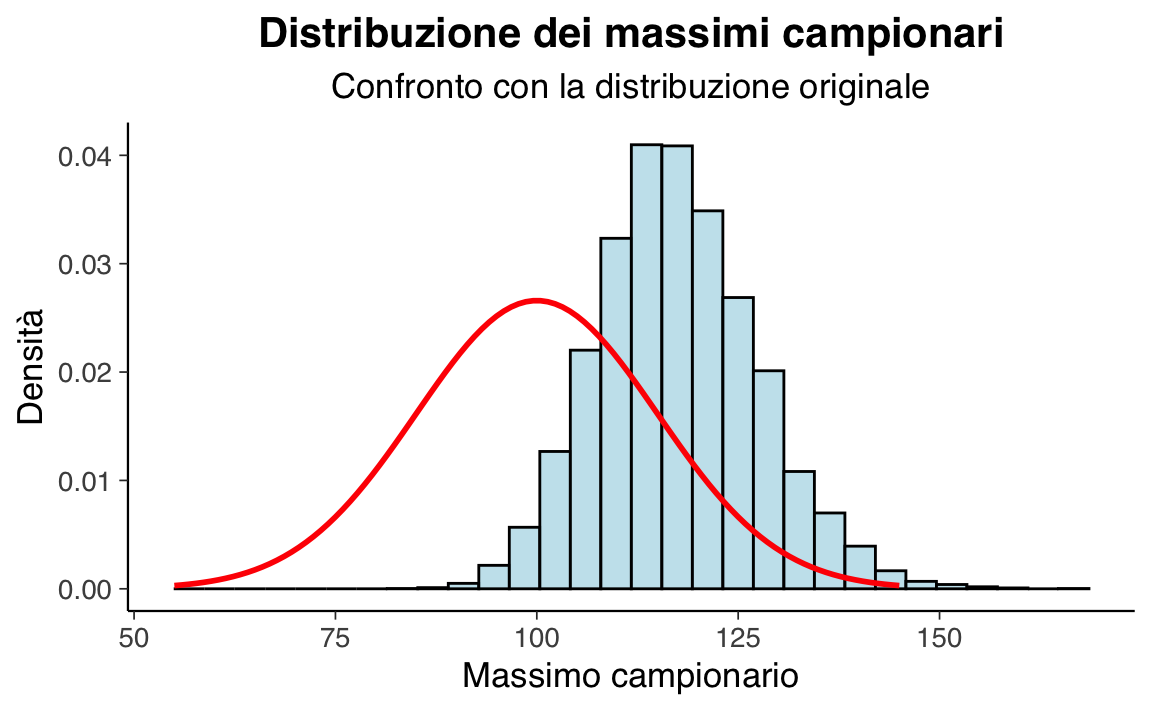 Distribuzione dei massimi campionari
Confronto con la distribuzione originale
Densità
0.04
0.03
0.02
0.01
0.00
50 75 100 125 150
Massimo campionario